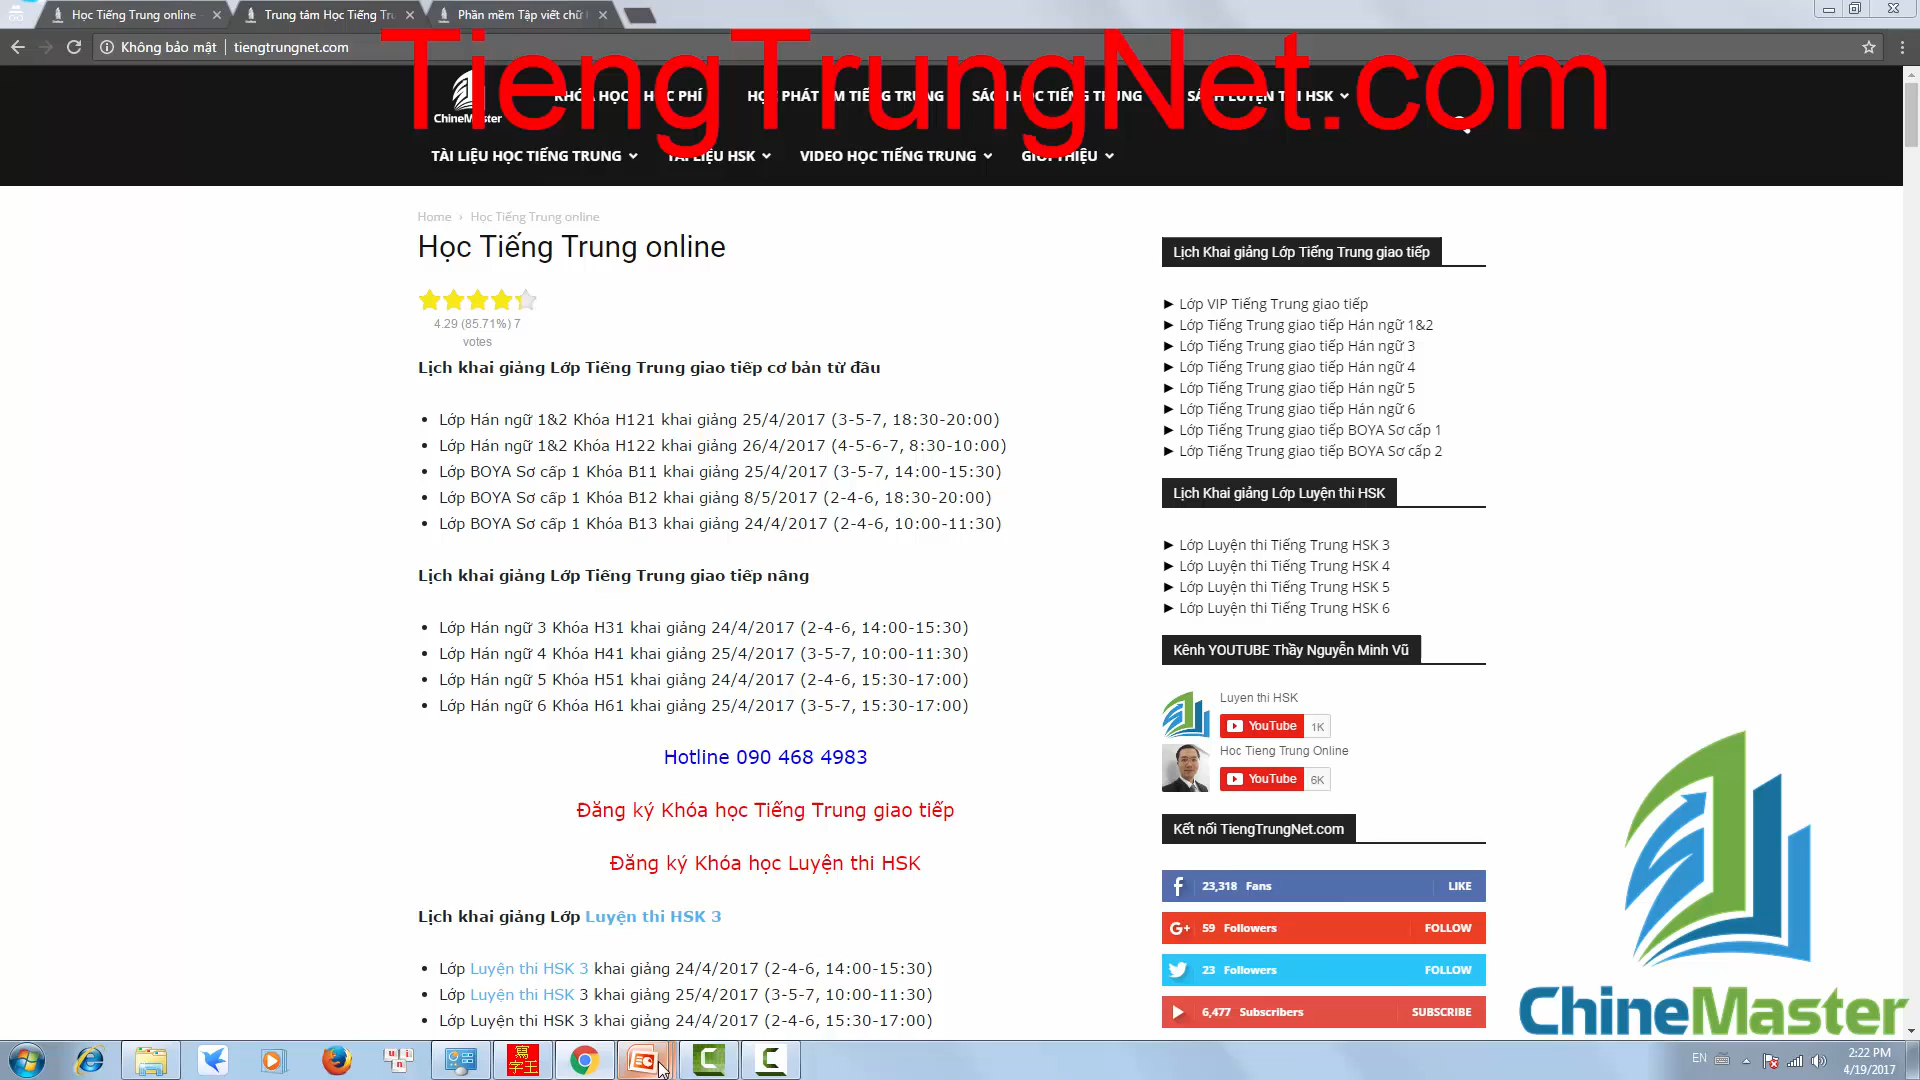 Học Tiếng Trung online
Trung tâm Học Tiếng Tru
Phần mềm Tập viết chữ
Không bảo mật
tiengtrungnet.com
TiengTrungNet.com
ChineMaster
HỌC TIẾNG TRUNG
TÀI LIỆU HỌC TIẾNG TRUNG
TÀI LIỆU HSK
VIDEO HỌC TIẾNG TRUNG
GIỚI THIỆU
Home › Học Tiếng Trung online
Học Tiếng Trung online
4.29 (85.71%) 7
votes
Lịch khai giảng Lớp Tiếng Trung giao tiếp cơ bản từ đâu
• Lớp Hán ngữ 1&2 Khóa H121 khai giảng 25/4/2017 (3-5-7, 18:30-20:00)
• Lớp Hán ngữ 1&2 Khóa H122 khai giảng 26/4/2017 (4-5-6-7, 8:30-10:00)
• Lớp BOYA Sơ cấp 1 Khóa B11 khai giảng 25/4/2017 (3-5-7, 14:00-15:30)
• Lớp BOYA Sơ cấp 1 Khóa B12 khai giảng 8/5/2017 (2-4-6, 18:30-20:00)
• Lớp BOYA Sơ cấp 1 Khóa B13 khai giảng 24/4/2017 (2-4-6, 10:00-11:30)
Lịch khai giảng Lớp Tiếng Trung giao tiếp nâng
• Lớp Hán ngữ 3 Khóa H31 khai giảng 24/4/2017 (2-4-6, 14:00-15:30)
• Lớp Hán ngữ 4 Khóa H41 khai giảng 25/4/2017 (3-5-7, 10:00-11:30)
• Lớp Hán ngữ 5 Khóa H51 khai giảng 24/4/2017 (2-4-6, 15:30-17:00)
• Lớp Hán ngữ 6 Khóa H61 khai giảng 25/4/2017 (3-5-7, 15:30-17:00)
Hotline 090 468 4983
Đăng ký Khóa học Tiếng Trung giao tiếp
Đăng ký Khóa học Luyện thi HSK
Lịch khai giảng Lớp Luyện thi HSK 3
• Lớp Luyện thi HSK 3 khai giảng 24/4/2017 (2-4-6, 14:00-15:30)
• Lớp Luyện thi HSK 3 khai giảng 25/4/2017 (3-5-7, 10:00-11:30)
• Lớp Luyện thi HSK 3 khai giảng 24/4/2017 (2-4-6, 15:30-17:00)
Lịch Khai giảng Lớp Tiếng Trung giao tiếp
► Lớp VIP Tiếng Trung giao tiếp
► Lớp Tiếng Trung giao tiếp Hán ngữ 1&2
► Lớp Tiếng Trung giao tiếp Hán ngữ 3
► Lớp Tiếng Trung giao tiếp Hán ngữ 4
► Lớp Tiếng Trung giao tiếp Hán ngữ 5
► Lớp Tiếng Trung giao tiếp Hán ngữ 6
► Lớp Tiếng Trung giao tiếp BOYA Sơ cấp 1
► Lớp Tiếng Trung giao tiếp BOYA Sơ cấp 2
Lịch Khai giảng Lớp Luyện thi HSK
► Lớp Luyện thi Tiếng Trung HSK 3
► Lớp Luyện thi Tiếng Trung HSK 4
► Lớp Luyện thi Tiếng Trung HSK 5
► Lớp Luyện thi Tiếng Trung HSK 6
Kênh YOUTUBE Thầy Nguyễn Minh Vũ
Luyen thi HSK
YouTube 1K
Hoc Tieng Trung Online
YouTube 6K
Kết nối TiengTrungNet.com
23,318 Fans LIKE
59 Followers FOLLOW
23 Followers FOLLOW
6,477 Subscribers SUBSCRIBE
ChineMaster
寫字王
EN
2:22 PM
4/19/2017